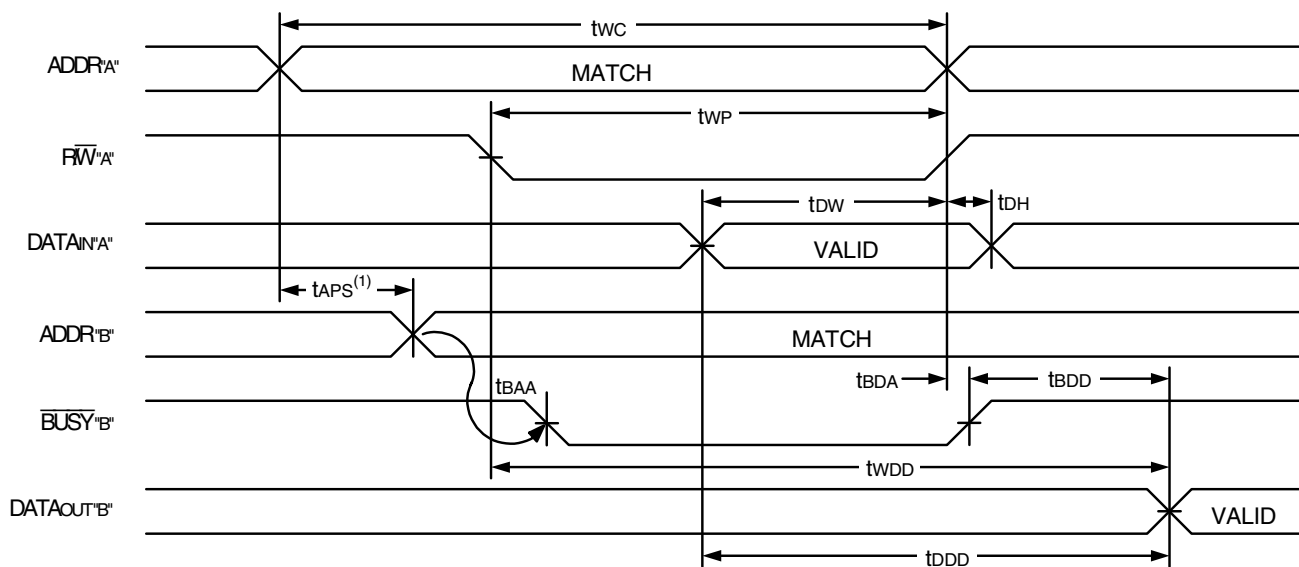 tWC
ADDR"A"
MATCH
tWP
R/W"A"
tDW
tDH
DATAIN"A"
VALID
tAPS(1)
ADDR"B"
MATCH
tBAA
tBDA
tBDD
BUSY"B"
tWDD
DATAOUT"B"
VALID
tDDD